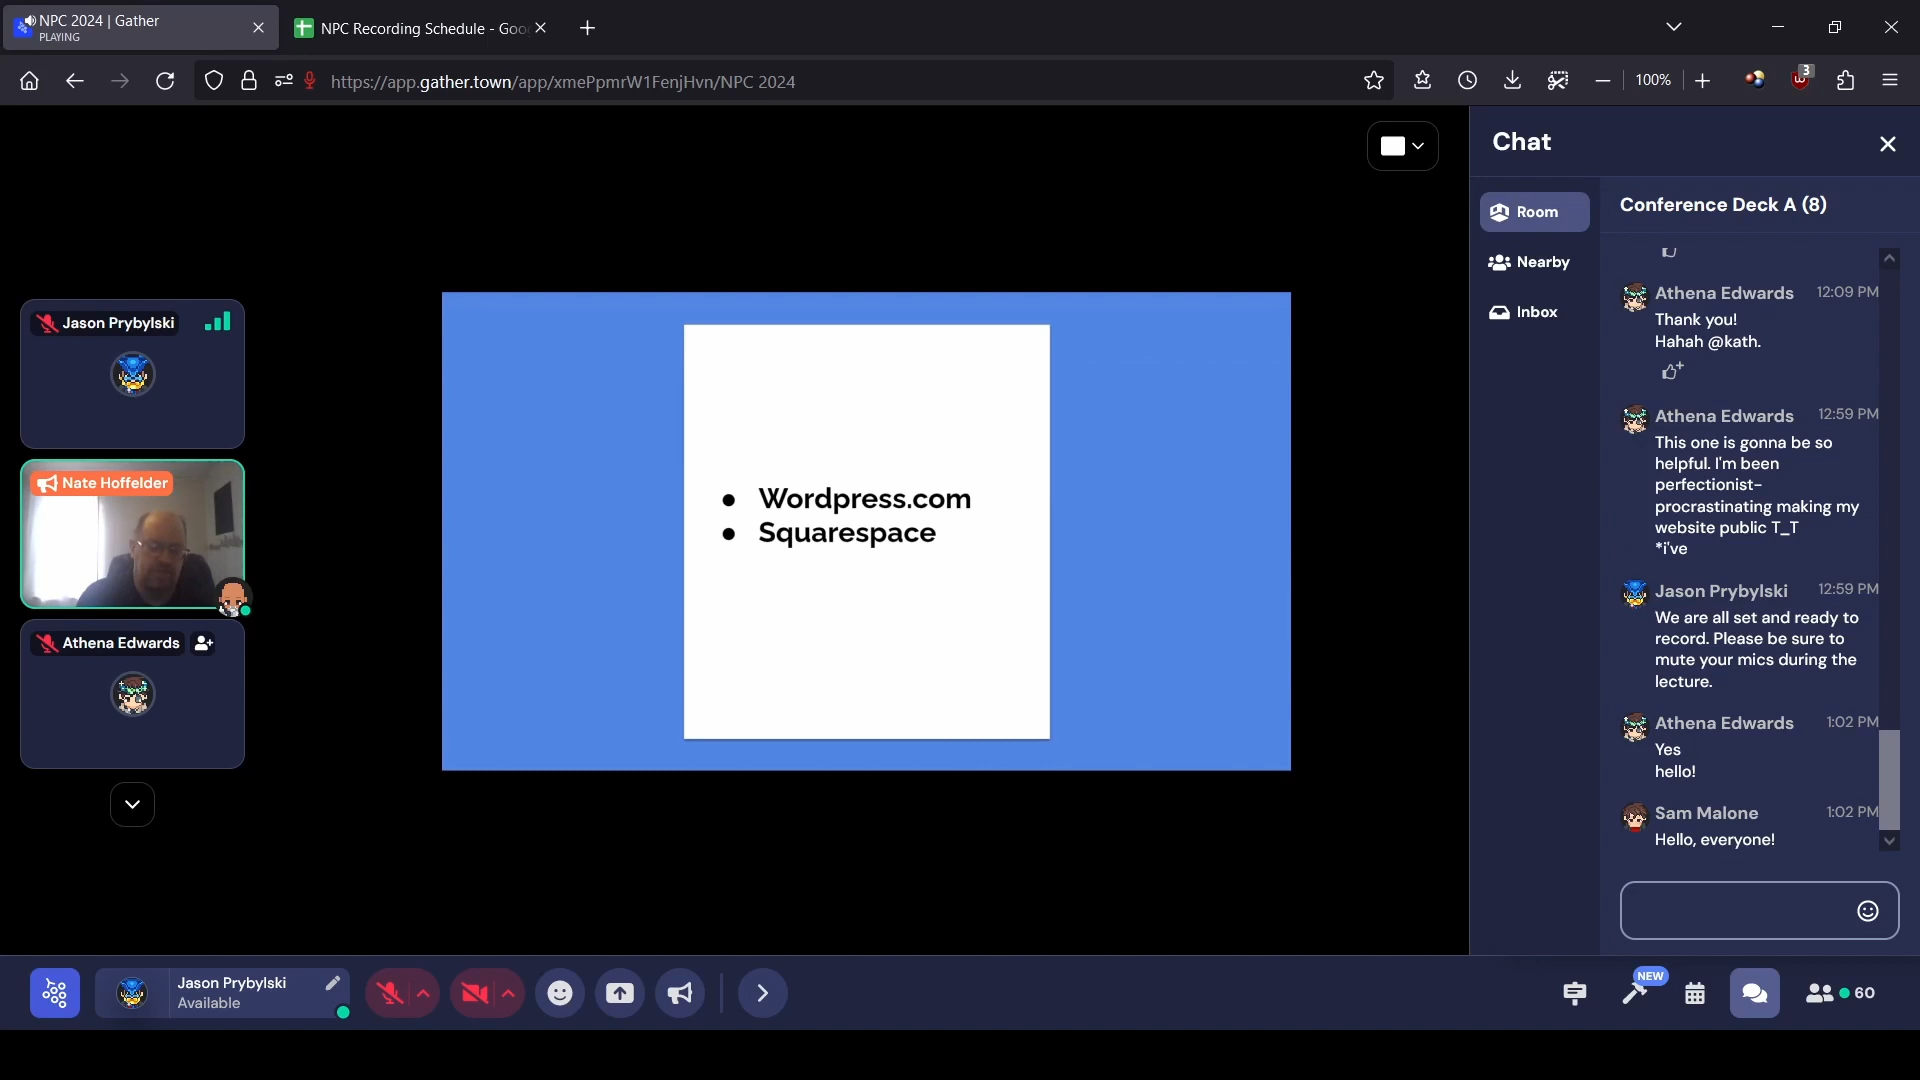 NPC 2024 | Gather
PLAYING
NPC Recording Schedule - Goo
https://app.gather.town/app/xmePpmrW1FenjHvn/NPC 2024
100%
3
Chat
Room
Nearby
Inbox
Conference Deck A (8)
Athena Edwards 12:09 PM
Thank you!
Hahah @kath.
Athena Edwards 12:59 PM
This one is gonna be so
helpful. I'm been
perfectionist-
procrastinating making my
website public T_T
*i've
Jason Prybylski 12:59 PM
We are all set and ready to
record. Please be sure to
mute your mics during the
lecture.
Athena Edwards 1:02 PM
Yes
hello!
Sam Malone 1:02 PM
Hello, everyone!
Jason Prybylski
Nate Hoffelder
Athena Edwards
• Wordpress.com
• Squarespace
Jason Prybylski
Available
NEW
60